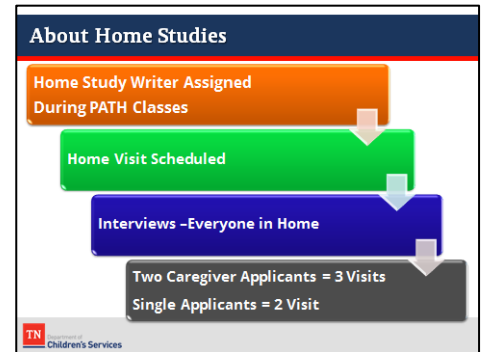 About Home Studies
Home Study Writer Assigned
During PATH Classes
Home Visit Scheduled
Interviews –Everyone in Home
Two Caregiver Applicants = 3 Visits
Single Applicants = 2 Visit
TN
Department of
Children's Services